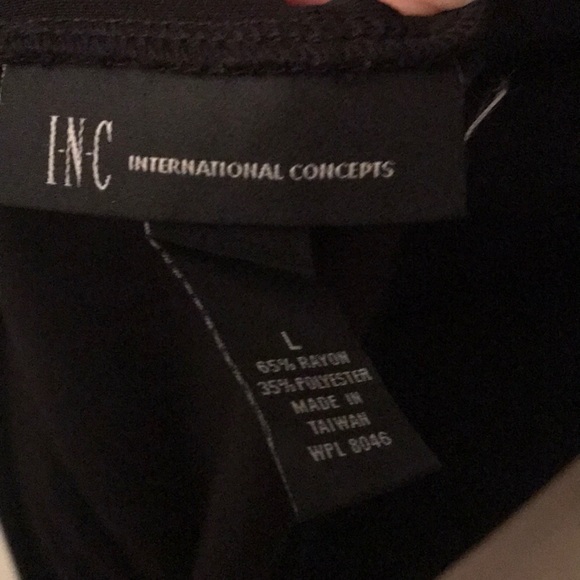 I-N-C INTERNATIONAL CONCEPTS
L
65% RAYON
35% POLYESTER
MADE IN
TAIWAN
WPL 8046